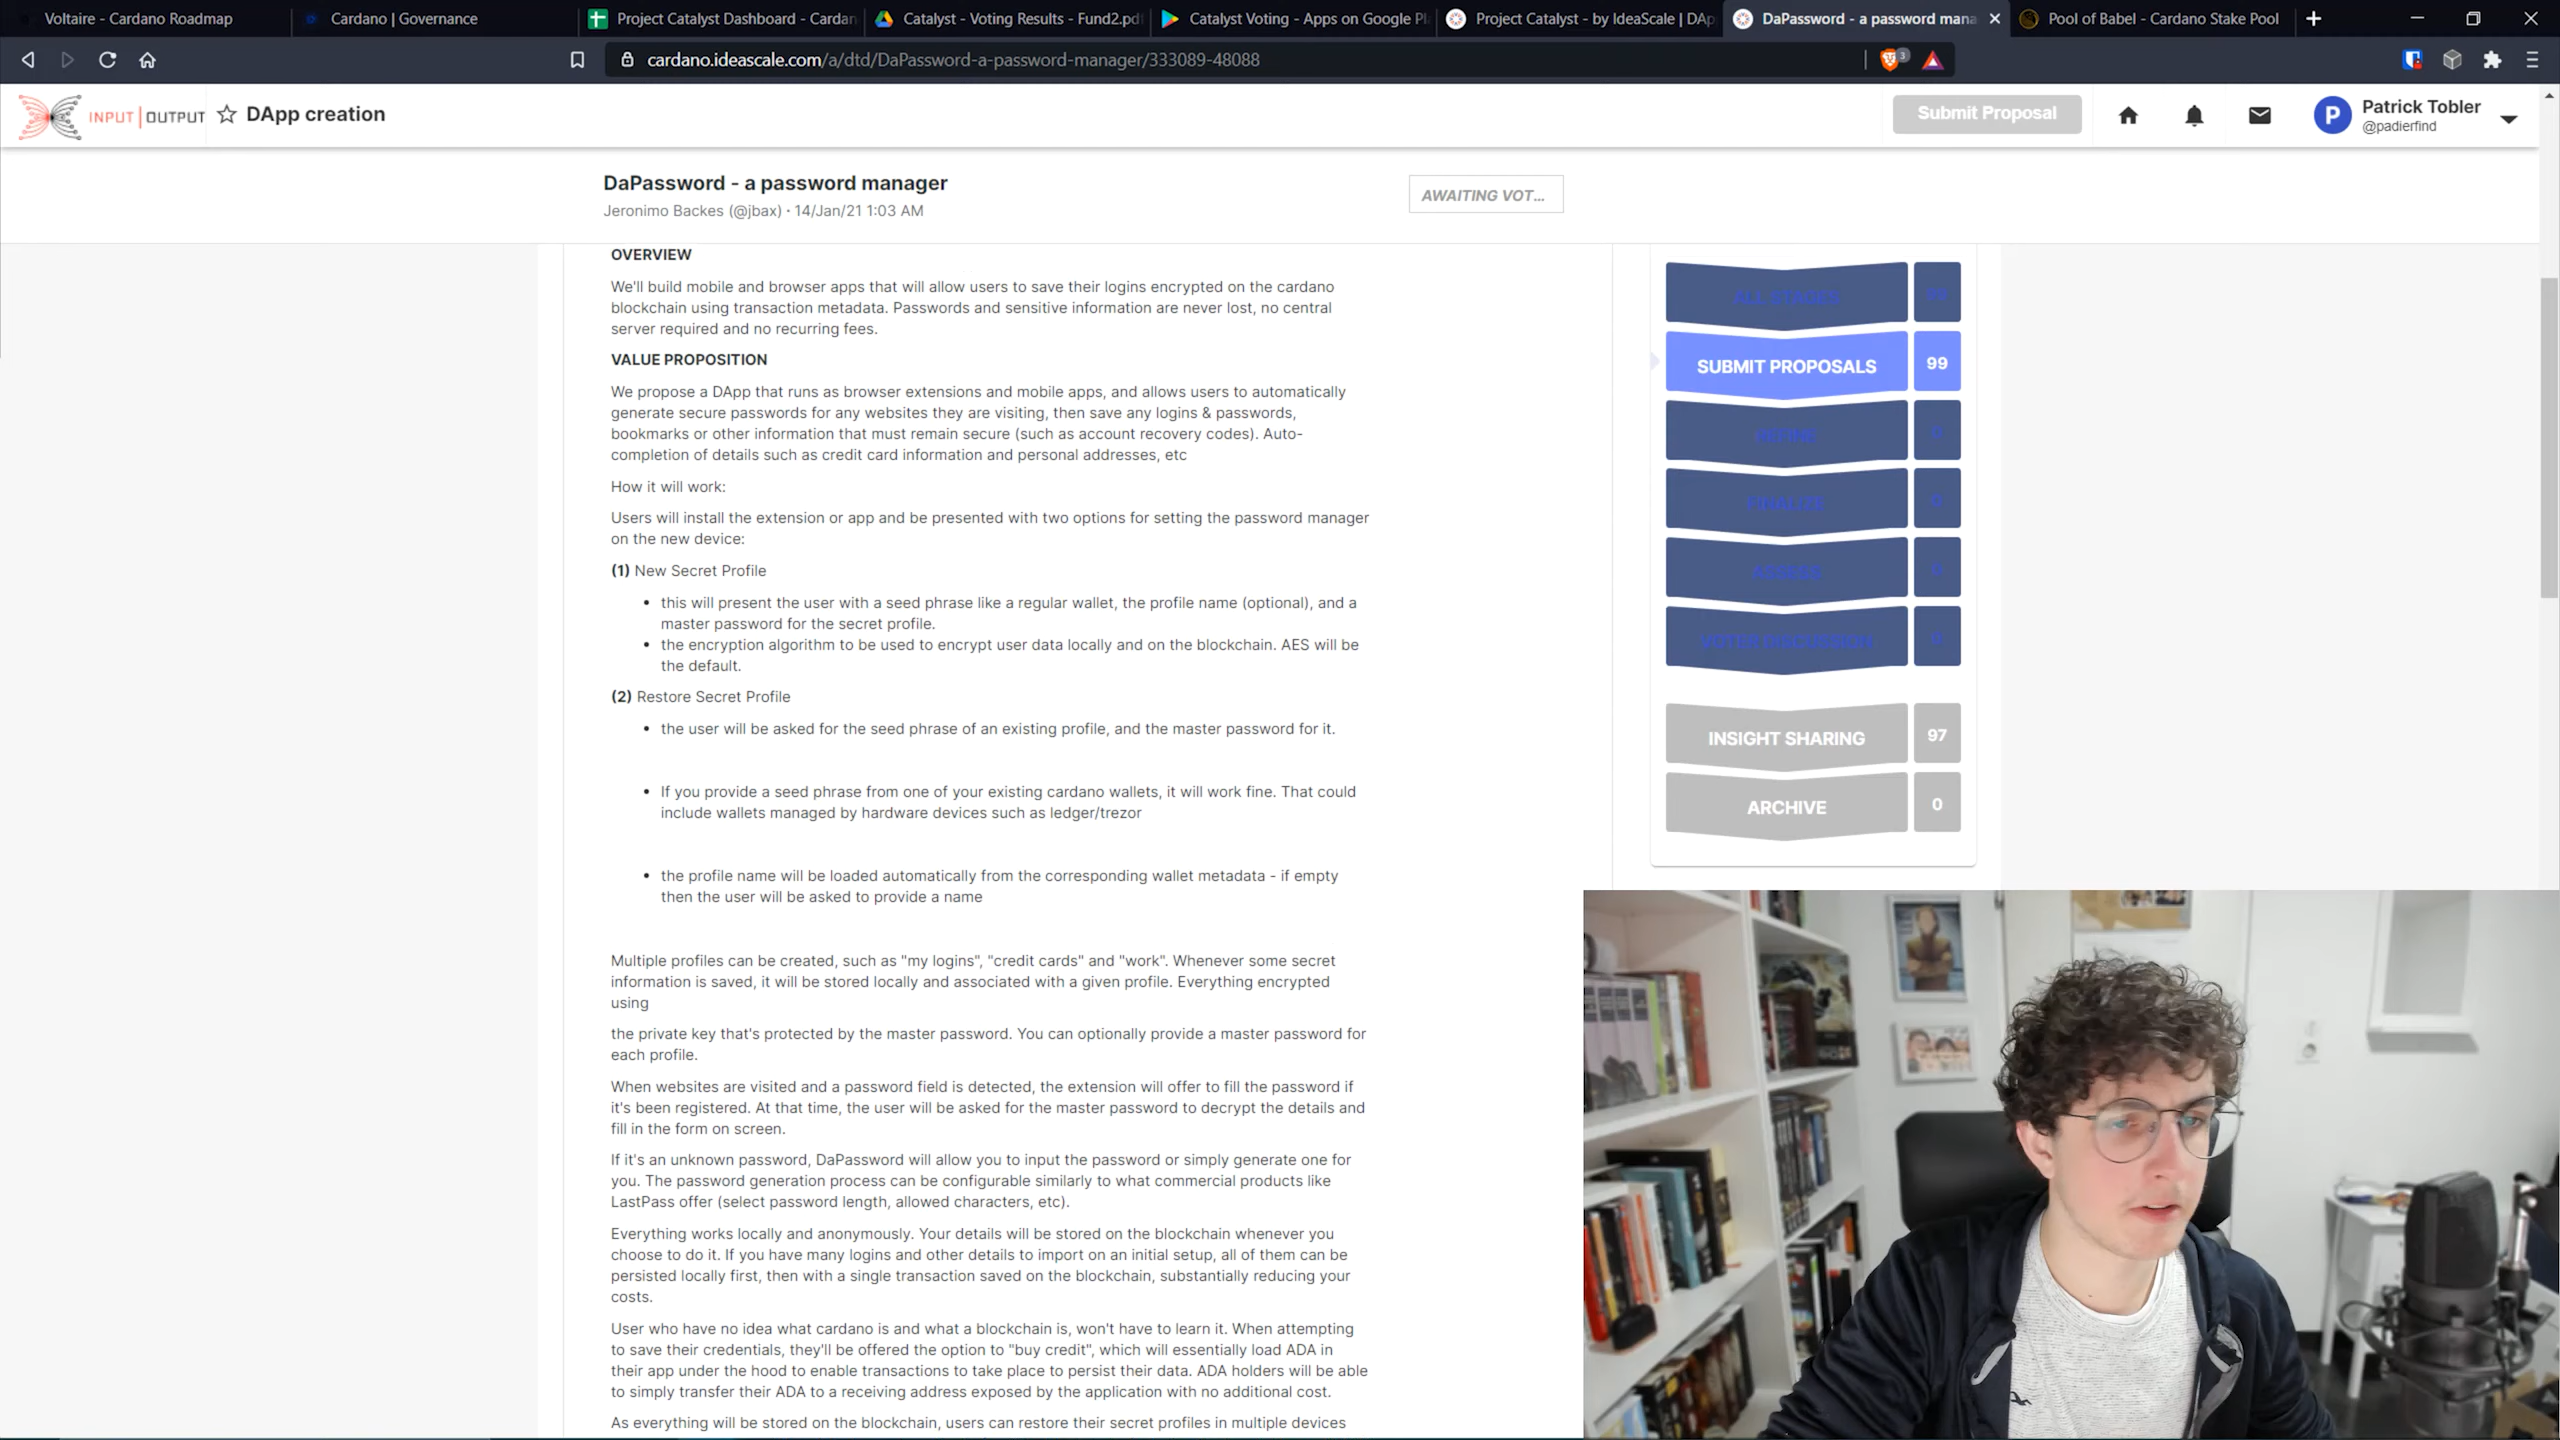 Voltaire - Cardano Roadmap
Cardano | Governance
Project Catalyst Dashboard - Cardan
Catalyst - Voting Results - Fund2.pdf
Catalyst Voting - Apps on Google Pl
Project Catalyst - by IdeaScale | DAp
DaPassword - a password mana
Pool of Babel - Cardano Stake Pool
cardano.ideascale.com/a/dtd/DaPassword-a-password-manager/333089-48088
3
INPUT | OUTPUT
DApp creation
Submit Proposal
P
Patrick Tobler
@padierfind
DaPassword - a password manager
Jeronimo Backes (@jbax) • 14/Jan/21 1:03 AM
AWAITING VOT...
OVERVIEW
We'll build mobile and browser apps that will allow users to save their logins encrypted on the cardano
blockchain using transaction metadata. Passwords and sensitive information are never lost, no central
server required and no recurring fees.
VALUE PROPOSITION
We propose a DApp that runs as browser extensions and mobile apps, and allows users to automatically
generate secure passwords for any websites they are visiting, then save any logins & passwords,
bookmarks or other information that must remain secure (such as account recovery codes). Auto-
completion of details such as credit card information and personal addresses, etc
How it will work:
Users will install the extension or app and be presented with two options for setting the password manager
on the new device:
(1) New Secret Profile
• this will present the user with a seed phrase like a regular wallet, the profile name (optional), and a
master password for the secret profile.
• the encryption algorithm to be used to encrypt user data locally and on the blockchain. AES will be
the default.
(2) Restore Secret Profile
• the user will be asked for the seed phrase of an existing profile, and the master password for it.
• If you provide a seed phrase from one of your existing cardano wallets, it will work fine. That could
include wallets managed by hardware devices such as ledger/trezor
• the profile name will be loaded automatically from the corresponding wallet metadata - if empty
then the user will be asked to provide a name
Multiple profiles can be created, such as "my logins", "credit cards" and "work". Whenever some secret
information is saved, it will be stored locally and associated with a given profile. Everything encrypted
using
the private key that's protected by the master password. You can optionally provide a master password for
each profile.
When websites are visited and a password field is detected, the extension will offer to fill the password if
it's been registered. At that time, the user will be asked for the master password to decrypt the details and
fill in the form on screen.
If it's an unknown password, DaPassword will allow you to input the password or simply generate one for
you. The password generation process can be configurable similarly to what commercial products like
LastPass offer (select password length, allowed characters, etc).
Everything works locally and anonymously. Your details will be stored on the blockchain whenever you
choose to do it. If you have many logins and other details to import on an initial setup, all of them can be
persisted locally first, then with a single transaction saved on the blockchain, substantially reducing your
costs.
User who have no idea what cardano is and what a blockchain is, won't have to learn it. When attempting
to save their credentials, they'll be offered the option to "buy credit", which will essentially load ADA in
their app under the hood to enable transactions to take place to persist their data. ADA holders will be able
to simply transfer their ADA to a receiving address exposed by the application with no additional cost.
As everything will be stored on the blockchain, users can restore their secret profiles in multiple devices
ALL STAGES
SUBMIT PROPOSALS 99
REFINE 0
FINALIZE 0
ASSESS 0
VOTER DISCUSSION 0
INSIGHT SHARING 97
ARCHIVE 0